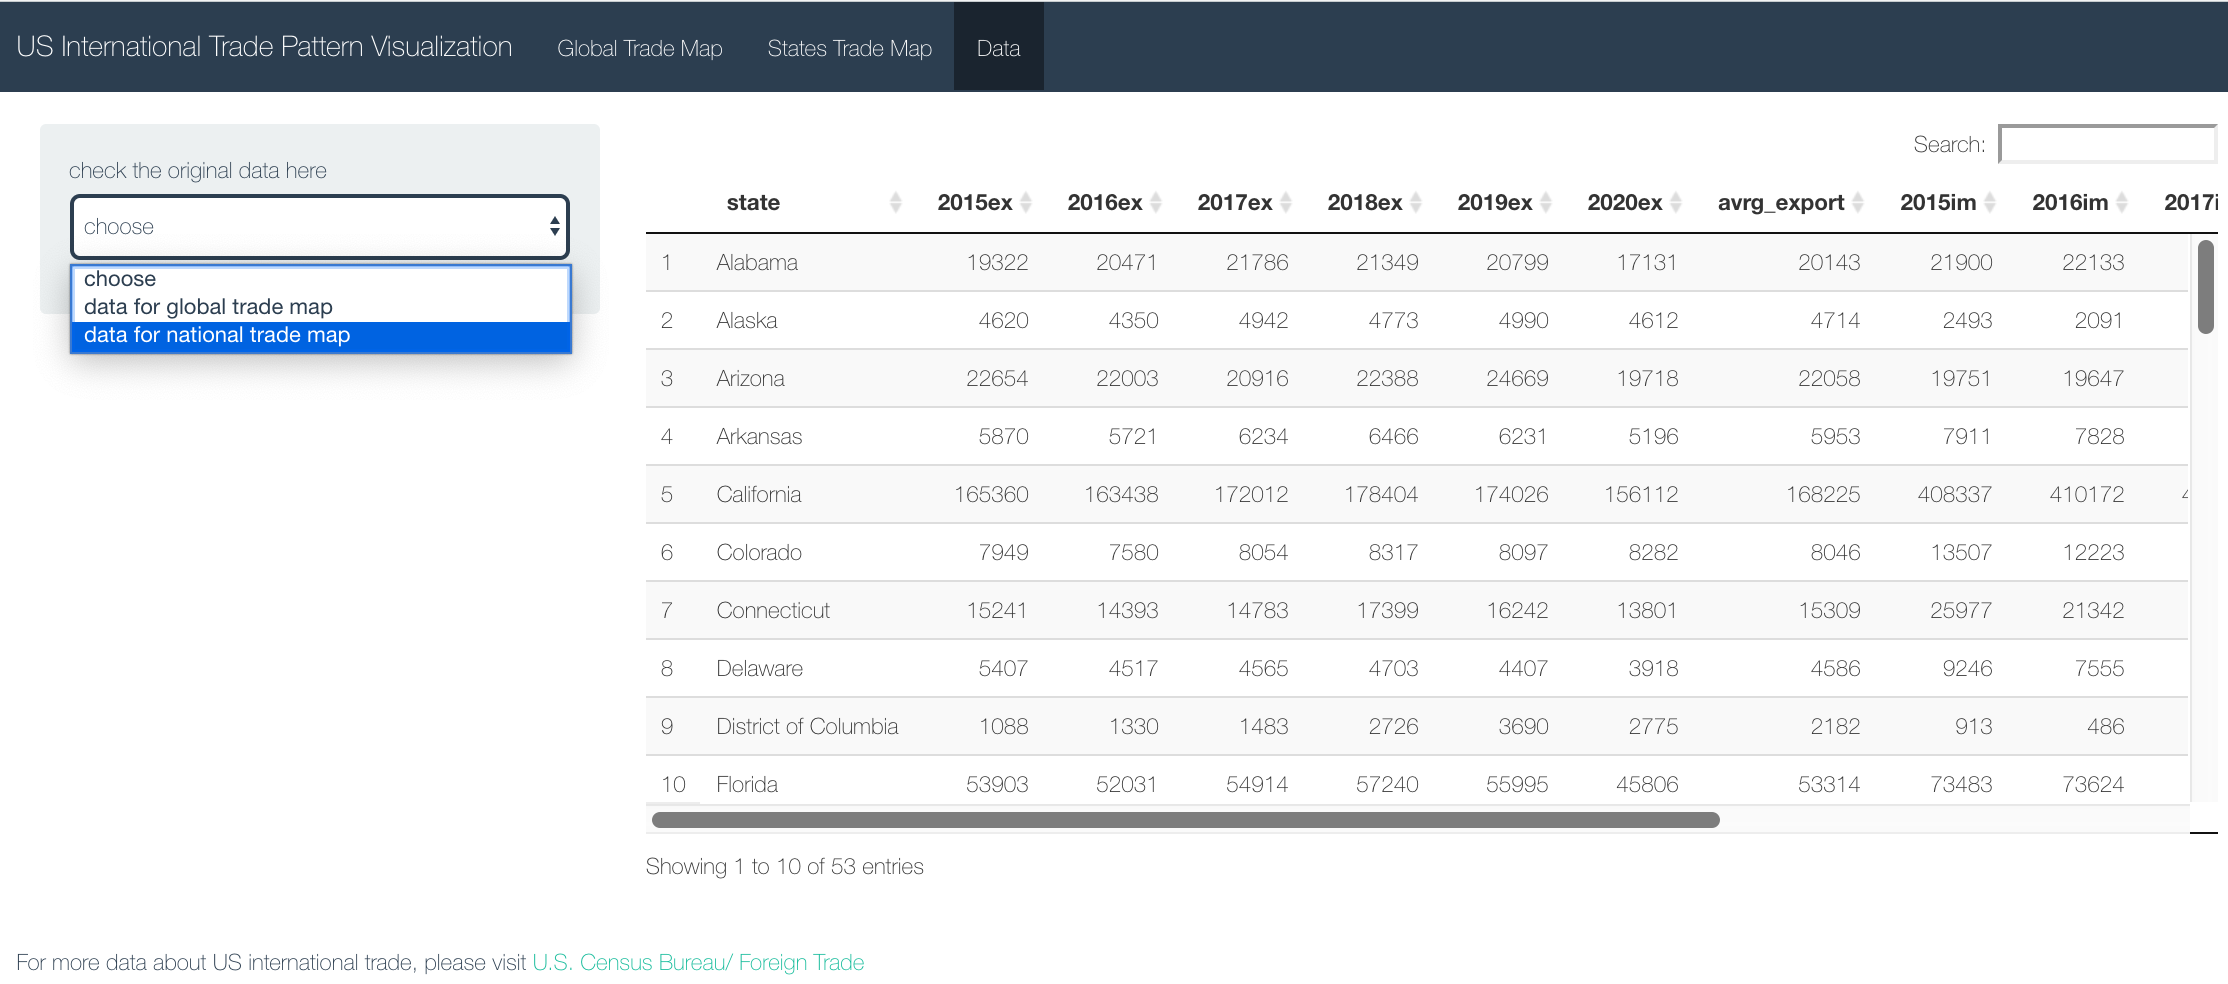 US International Trade Pattern Visualization Global Trade Map States Trade Map Data
check the original data here
choose
choose
data for global trade map
data for national trade map
Search:
state 2015ex 2016ex 2017ex 2018ex 2019ex 2020ex avrg_export 2015im 2016im 2017i
1 Alabama 19322 20471 21786 21349 20799 17131 20143 21900 22133
2 Alaska 4620 4350 4942 4773 4990 4612 4714 2493 2091
3 Arizona 22654 22003 20916 22388 24669 19718 22058 19751 19647
4 Arkansas 5870 5721 6234 6466 6231 5196 5953 7911 7828
5 California 165360 163438 172012 178404 174026 156112 168225 408337 410172
6 Colorado 7949 7580 8054 8317 8097 8282 8046 13507 12223
7 Connecticut 15241 14393 14783 17399 16242 13801 15309 25977 21342
8 Delaware 5407 4517 4565 4703 4407 3918 4586 9246 7555
9 District of Columbia 1088 1330 1483 2726 3690 2775 2182 913 486
10 Florida 53903 52031 54914 57240 55995 45806 53314 73483 73624
Showing 1 to 10 of 53 entries
For more data about US international trade, please visit U.S. Census Bureau/ Foreign Trade